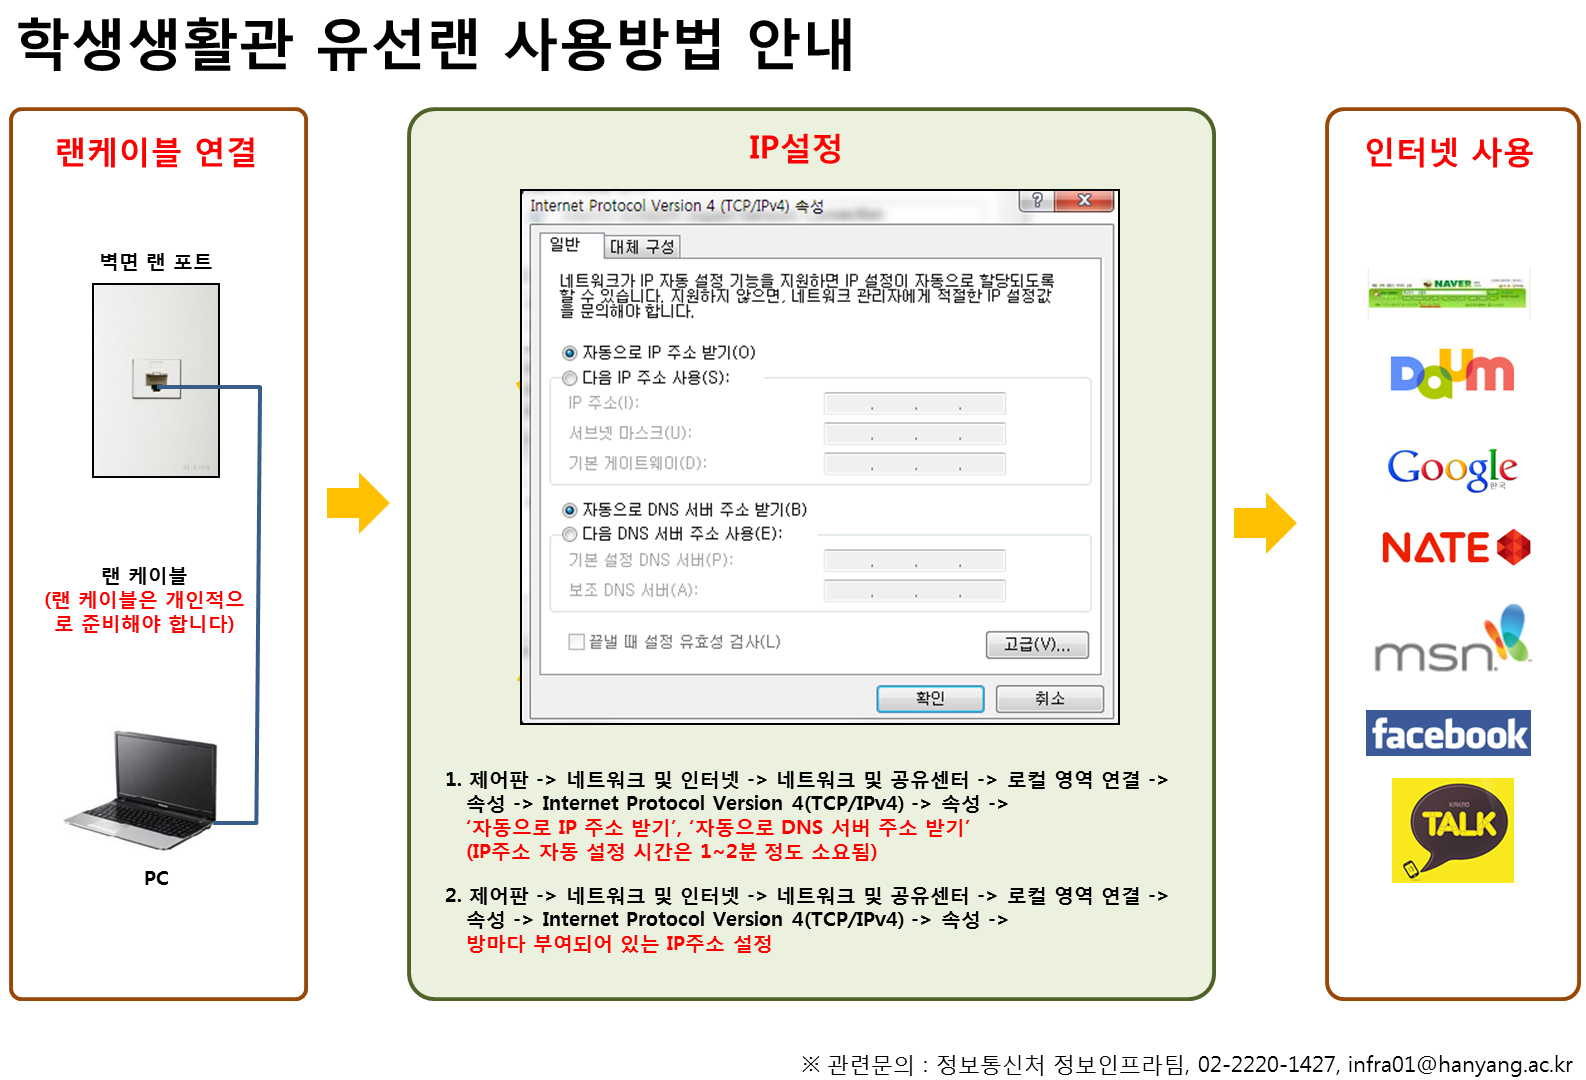 학생생활관 유선랜 사용방법 안내
랜케이블 연결
벽면 랜 포트
랜 케이블
(랜 케이블은 개인적으
로 준비해야 합니다)
PC
IP설정
Internet Protocol Version 4 (TCP/IPv4) 속성
?
일반
대체 구성
네트워크가 IP 자동 설정 기능을 지원하면 IP 설정이 자동으로 할당되도록
할 수 있습니다. 지원하지 않으면, 네트워크 관리자에게 적절한 IP 설정값
을 문의해야 합니다.
자동으로 IP 주소 받기(O)
다음 IP 주소 사용(S):
IP 주소(I):
서브넷 마스크(U):
기본 게이트웨이(D):
자동으로 DNS 서버 주소 받기(B)
다음 DNS 서버 주소 사용(E):
기본 설정 DNS 서버(P):
보조 DNS 서버(A):
끝낼 때 설정 유효성 검사(L)
고급(V)...
확인
취소
1. 제어판 -> 네트워크 및 인터넷 -> 네트워크 및 공유센터 -> 로컬 영역 연결 ->
속성 -> Internet Protocol Version 4(TCP/IPv4) -> 속성 ->
‘자동으로 IP 주소 받기’, ‘자동으로 DNS 서버 주소 받기’
(IP주소 자동 설정 시간은 1~2분 정도 소요됨)
2. 제어판 -> 네트워크 및 인터넷 -> 네트워크 및 공유센터 -> 로컬 영역 연결 ->
속성 -> Internet Protocol Version 4(TCP/IPv4) -> 속성 ->
방마다 부여되어 있는 IP주소 설정
인터넷 사용
NAVER
Daum
Google
한국
NATE
msn
facebook
KAKAO
TALK
※ 관련문의 : 정보통신처 정보인프라팀, 02-2220-1427, infra01@hanyang.ac.kr